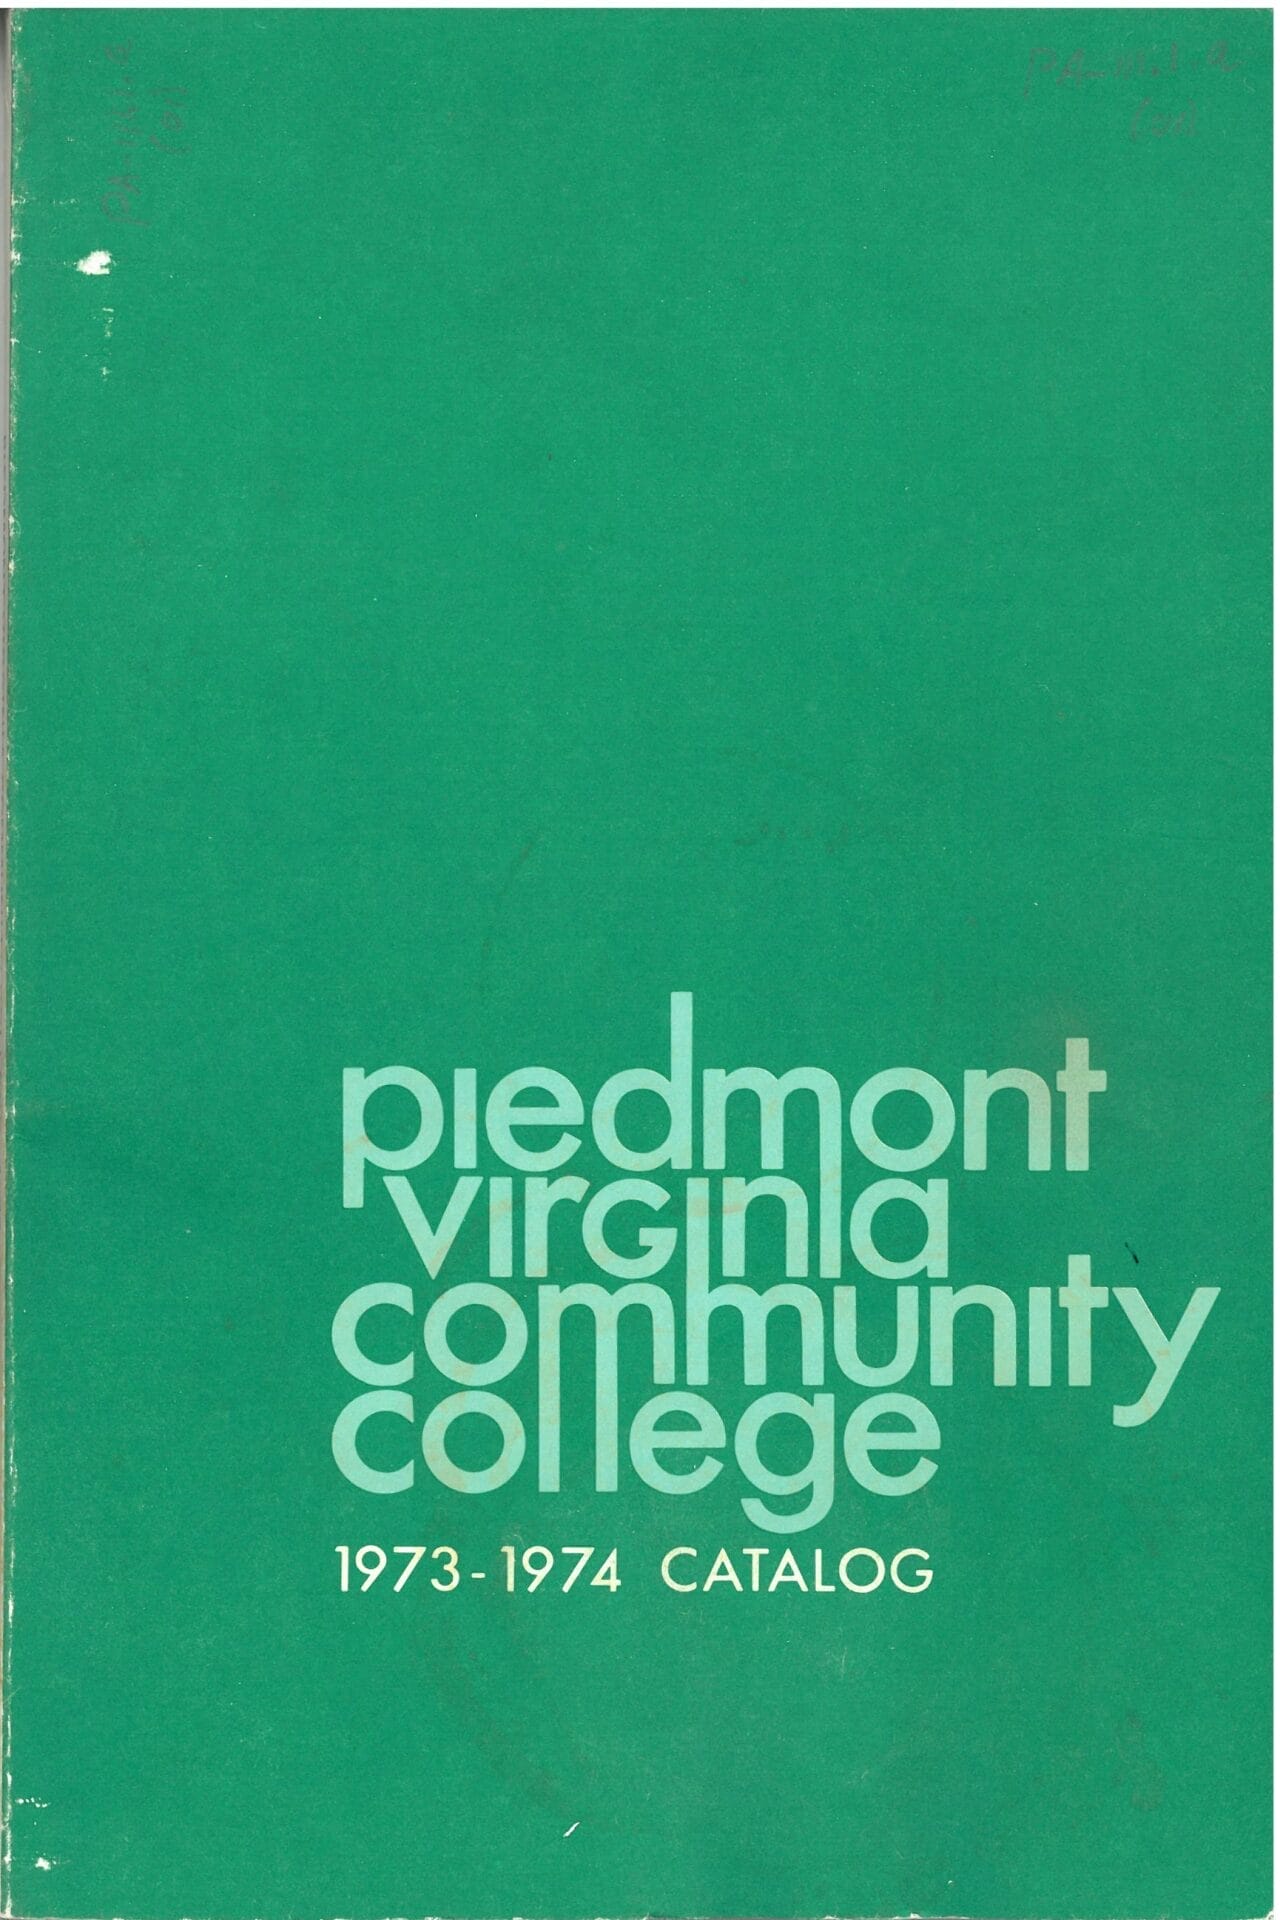 piedmont
virginia
community
college
1973-1974 CATALOG